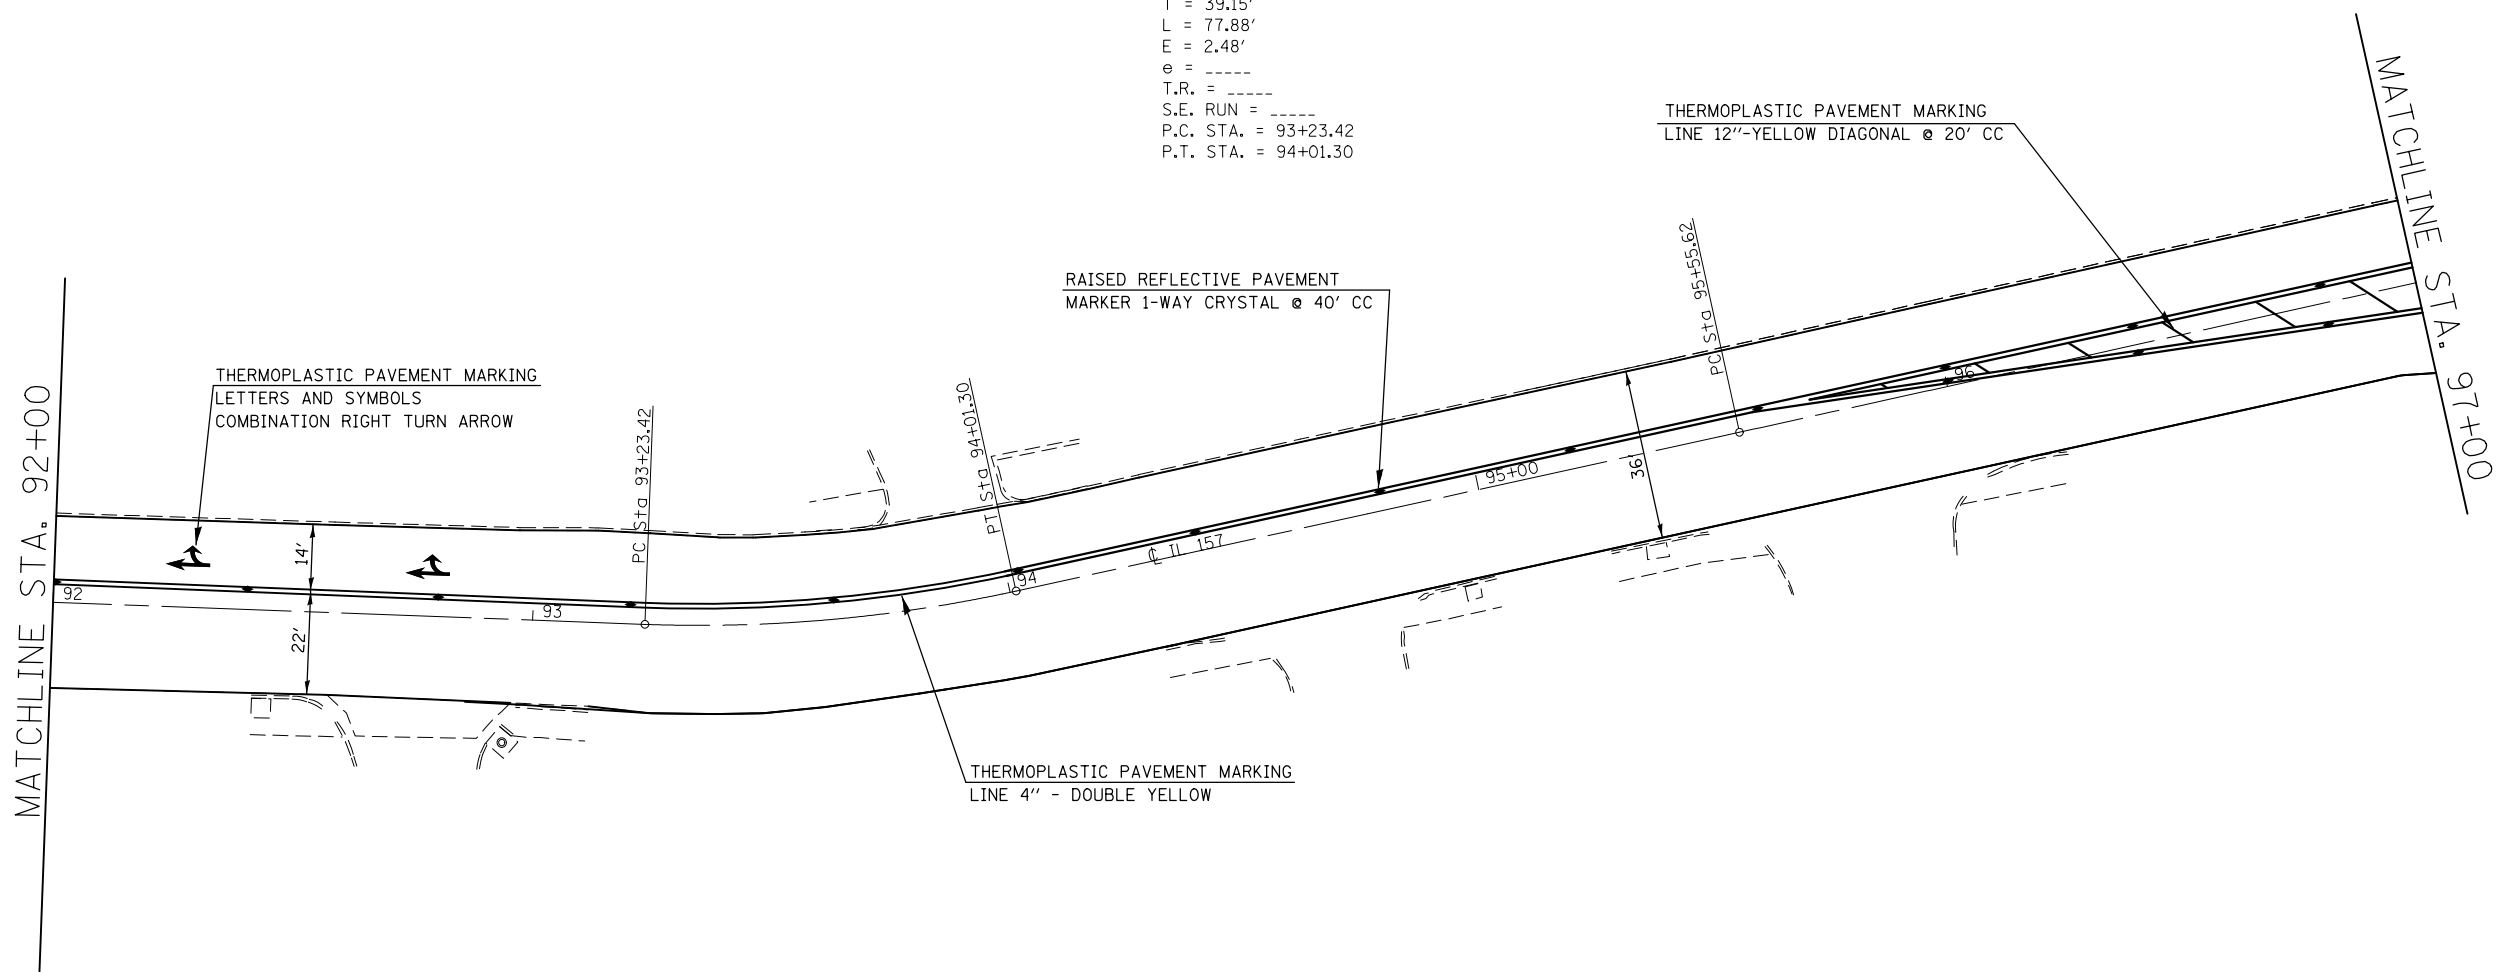 T = 39.15'
L = 77.88'
E = 2.48'
e = _____
T.R. = _____
S.E. RUN = _____
P.C. STA. = 93+23.42
P.T. STA. = 94+01.30
THERMOPLASTIC PAVEMENT MARKING
LINE 12''-YELLOW DIAGONAL @ 20' CC
RAISED REFLECTIVE PAVEMENT
MARKER 1-WAY CRYSTAL @ 40' CC
THERMOPLASTIC PAVEMENT MARKING
LETTERS AND SYMBOLS
COMBINATION RIGHT TURN ARROW
MATCHLINE STA. 92+00
MATCHLINE STA. 97+00
PC Sta 93+23.42
PT Sta 94+01.30
PC Sta 95+55.62
14'
22'
36'
92
93
94
95+00
96
℄ IL 157
THERMOPLASTIC PAVEMENT MARKING
LINE 4'' - DOUBLE YELLOW